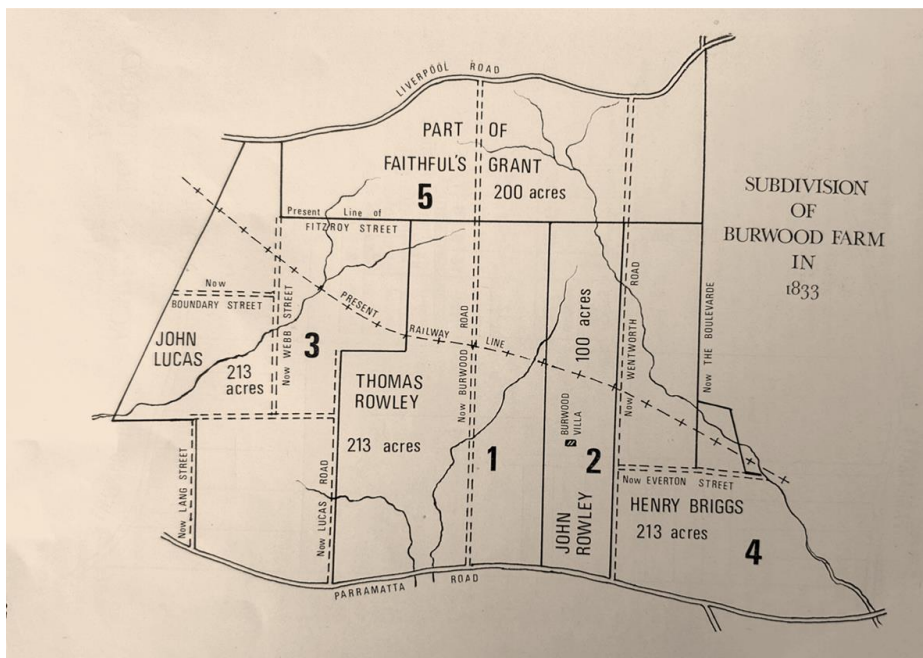 LIVERPOOL ROAD
PART OF
FAITHFUL'S GRANT
5 200 acres
Present Line of
FITZROY STREET
SUBDIVISION
OF
BURWOOD FARM
IN
1833
Now
BOUNDARY STREET
Now WEBB STREET
JOHN
LUCAS
213
acres
3
PRESENT RAILWAY LINE
THOMAS
ROWLEY
213 acres
Now BURWOOD ROAD
1
100 acres
BURWOOD
VILLA
2
JOHN
ROWLEY
Now WENTWORTH ROAD
Now THE BOULEVARDE
Now EVERTON STREET
HENRY BRIGGS
213 acres
4
Now LANG STREET
Now LUCAS ROAD
PARRAMATTA ROAD